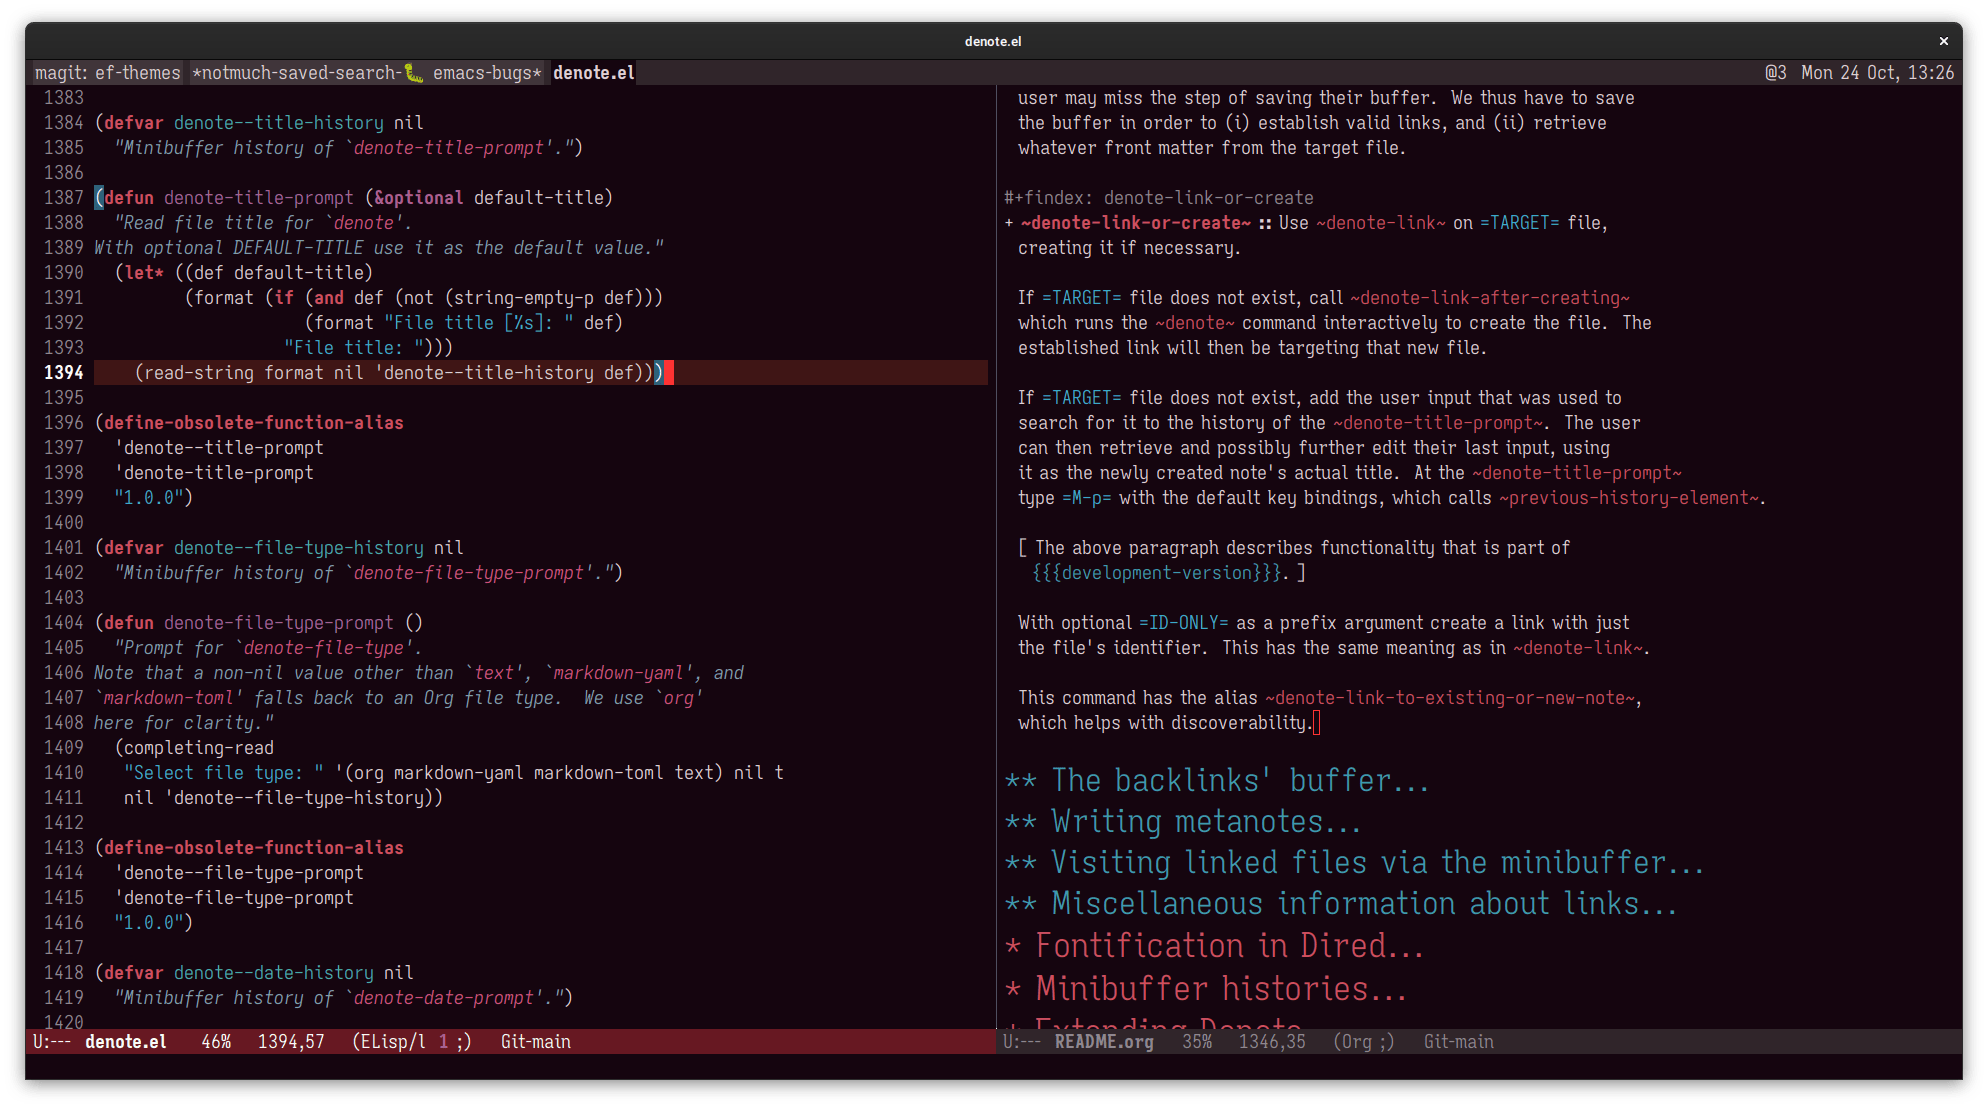 denote.el
magit: ef-themes *notmuch-saved-search-🐛 emacs-bugs* denote.el @3 Mon 24 Oct, 13:26
1383
1384 (defvar denote--title-history nil
1385   "Minibuffer history of `denote-title-prompt'.")
1386
1387 (defun denote-title-prompt (&optional default-title)
1388   "Read file title for `denote'.
1389 With optional DEFAULT-TITLE use it as the default value."
1390   (let* ((def default-title)
1391          (format (if (and def (not (string-empty-p def)))
1392                      (format "File title [%s]: " def)
1393                    "File title: ")))
1394     (read-string format nil 'denote--title-history def)))
1395
1396 (define-obsolete-function-alias
1397   'denote--title-prompt
1398   'denote-title-prompt
1399   "1.0.0")
1400
1401 (defvar denote--file-type-history nil
1402   "Minibuffer history of `denote-file-type-prompt'.")
1403
1404 (defun denote-file-type-prompt ()
1405   "Prompt for `denote-file-type'.
1406 Note that a non-nil value other than `text', `markdown-yaml', and
1407 `markdown-toml' falls back to an Org file type.  We use `org'
1408 here for clarity."
1409   (completing-read
1410    "Select file type: " '(org markdown-yaml markdown-toml text) nil t
1411    nil 'denote--file-type-history))
1412
1413 (define-obsolete-function-alias
1414   'denote--file-type-prompt
1415   'denote-file-type-prompt
1416   "1.0.0")
1417
1418 (defvar denote--date-history nil
1419   "Minibuffer history of `denote-date-prompt'.")
1420
U:--- denote.el 46% 1394,57 (ELisp/l 1 ;) Git-main
user may miss the step of saving their buffer.  We thus have to save
the buffer in order to (i) establish valid links, and (ii) retrieve
whatever front matter from the target file.
#+findex: denote-link-or-create
+ ~denote-link-or-create~ :: Use ~denote-link~ on =TARGET= file,
creating it if necessary.
If =TARGET= file does not exist, call ~denote-link-after-creating~
which runs the ~denote~ command interactively to create the file.  The
established link will then be targeting that new file.
If =TARGET= file does not exist, add the user input that was used to
search for it to the history of the ~denote-title-prompt~.  The user
can then retrieve and possibly further edit their last input, using
it as the newly created note's actual title.  At the ~denote-title-prompt~
type =M-p= with the default key bindings, which calls ~previous-history-element~.
[ The above paragraph describes functionality that is part of
{{{development-version}}}. ]
With optional =ID-ONLY= as a prefix argument create a link with just
the file's identifier.  This has the same meaning as in ~denote-link~.
This command has the alias ~denote-link-to-existing-or-new-note~,
which helps with discoverability.
** The backlinks' buffer...
** Writing metanotes...
** Visiting linked files via the minibuffer...
** Miscellaneous information about links...
* Fontification in Dired...
* Minibuffer histories...
* Extending Denote...
U:--- README.org 35% 1346,35 (Org ;) Git-main